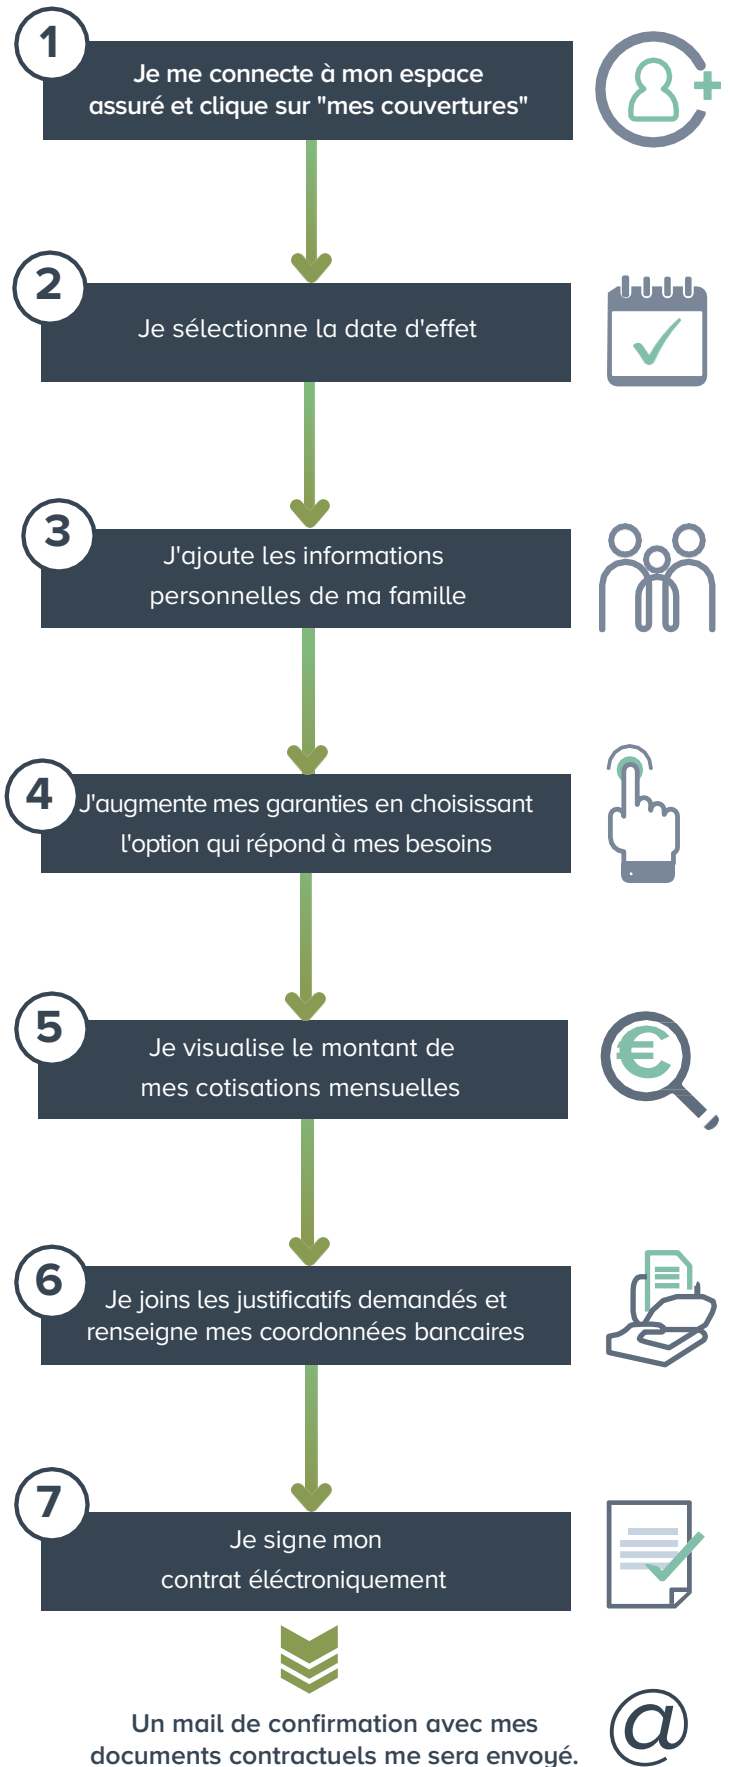 1
Je me connecte à mon espace
assuré et clique sur "mes couvertures"
2
Je sélectionne la date d'effet
3
J'ajoute les informations
personnelles de ma famille
4
J'augmente mes garanties en choisissant
l'option qui répond à mes besoins
5
Je visualise le montant de
mes cotisations mensuelles
€
6
Je joins les justificatifs demandés et
renseigne mes coordonnées bancaires
7
Je signe mon
contrat éléctroniquement
Un mail de confirmation avec mes
documents contractuels me sera envoyé.
@